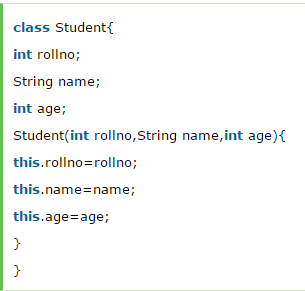 class Student{
int rollno;
String name;
int age;
Student(int rollno,String name,int age){
this.rollno=rollno;
this.name=name;
this.age=age;
}
}